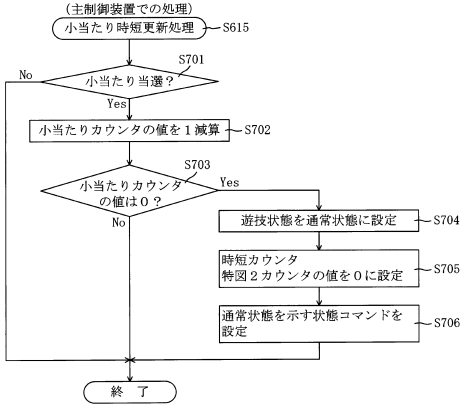 (主制御装置での処理)
小当たり時短更新処理
S615
S701
小当たり当選?
No
Yes
小当たりカウンタの値を1減算
S702
S703
小当たりカウンタ
の値は0?
Yes
No
遊技状態を通常状態に設定
S704
時短カウンタ
特図2カウンタの値を0に設定
S705
通常状態を示す状態コマンドを
設定
S706
終 了